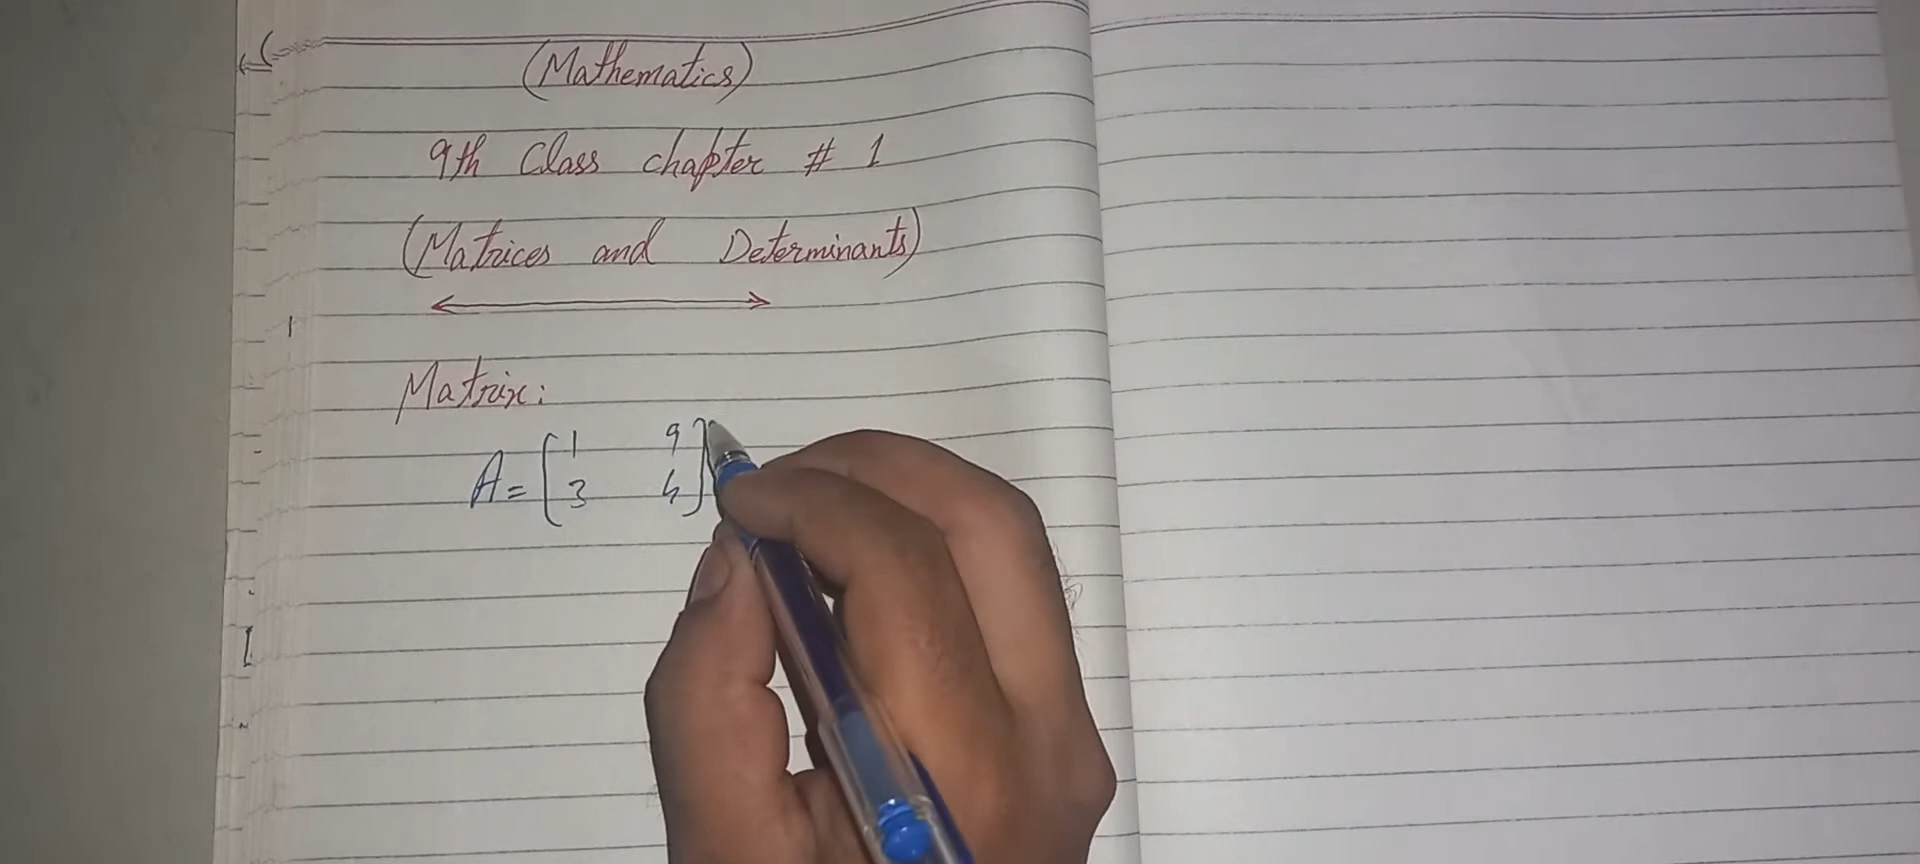 (Mathematics)
9th Class chapter # 1
(Matrices and Determinants)
Matrix:
A = [1 9
3 4]